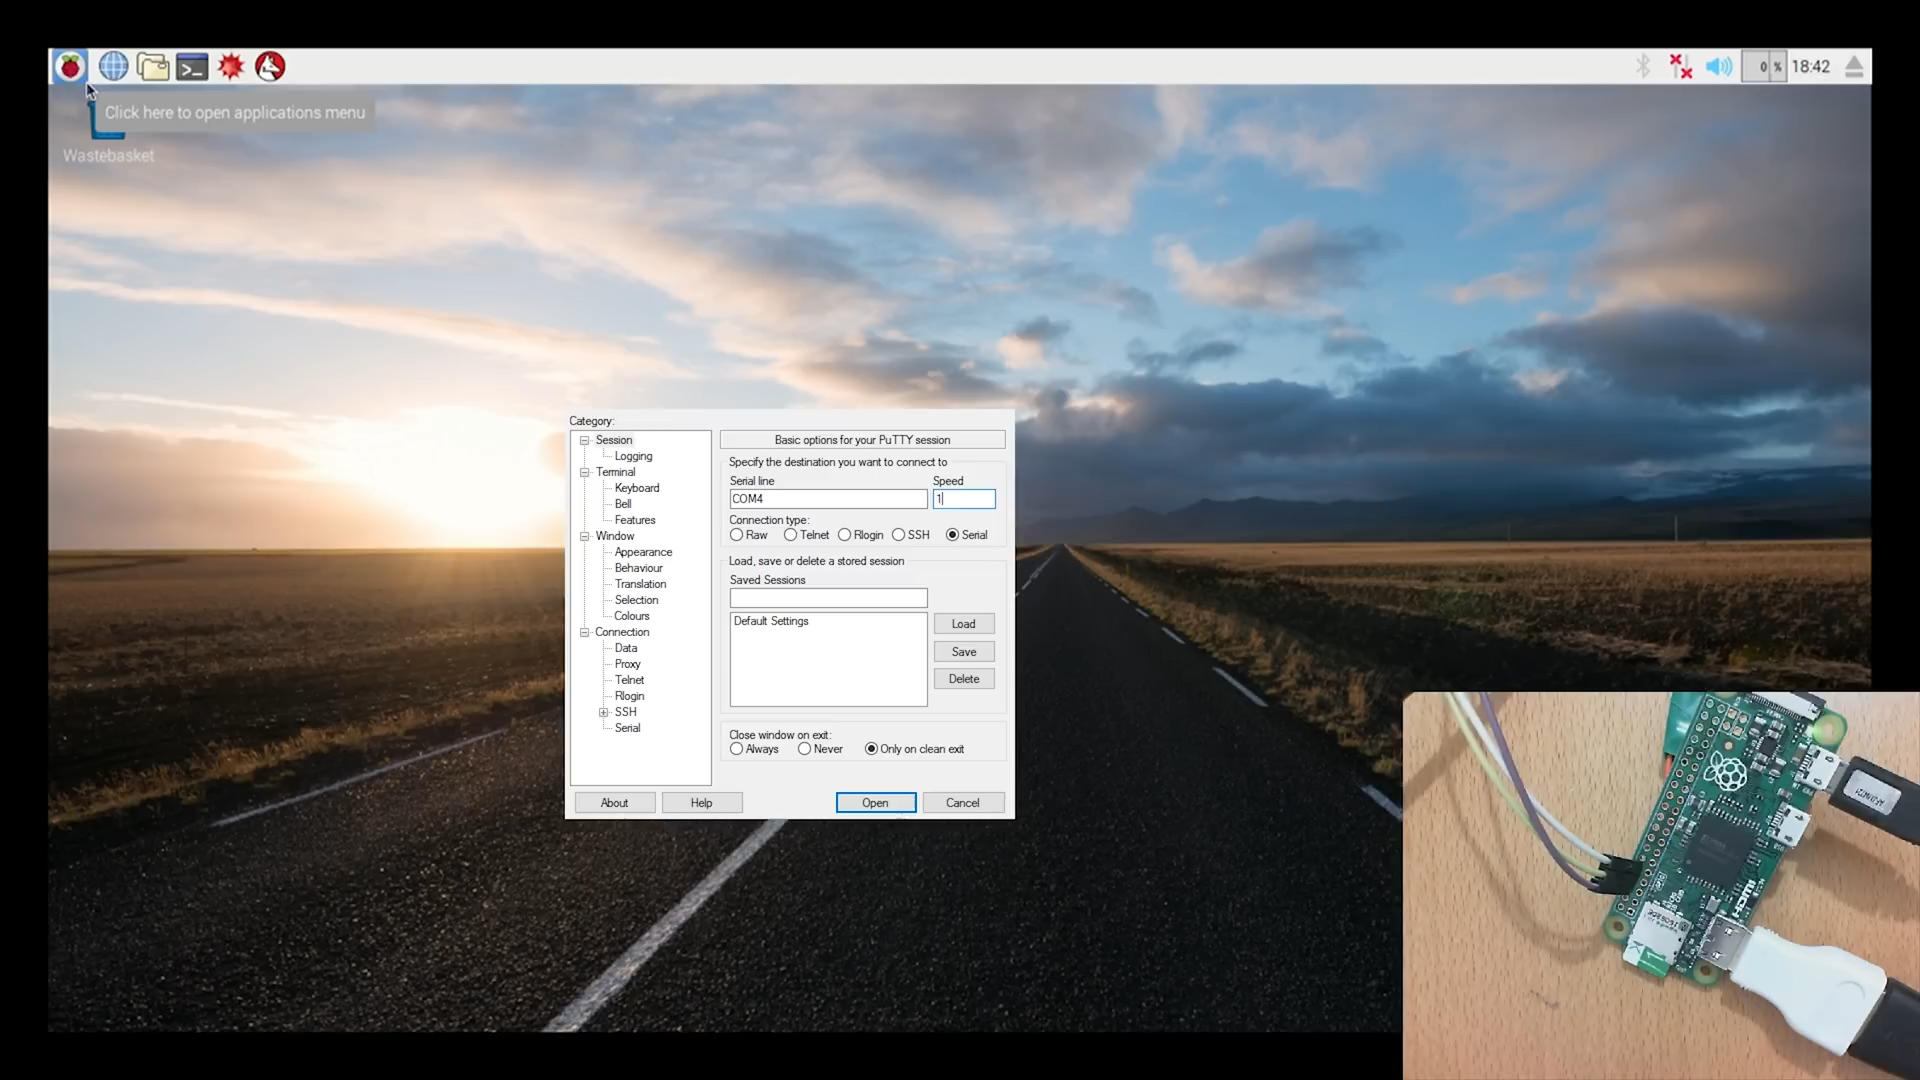 0 %
18:42
Click here to open applications menu
Wastebasket
Category:
Session
Logging
Terminal
Keyboard
Bell
Features
Window
Appearance
Behaviour
Translation
Selection
Colours
Connection
Data
Proxy
Telnet
Rlogin
SSH
Serial
Basic options for your PuTTY session
Specify the destination you want to connect to
Serial line
Speed
COM4
1
Connection type:
Raw
Telnet
Rlogin
SSH
Serial
Load, save or delete a stored session
Saved Sessions
Default Settings
Load
Save
Delete
Close window on exit:
Always
Never
Only on clean exit
About
Help
Open
Cancel
HDMI